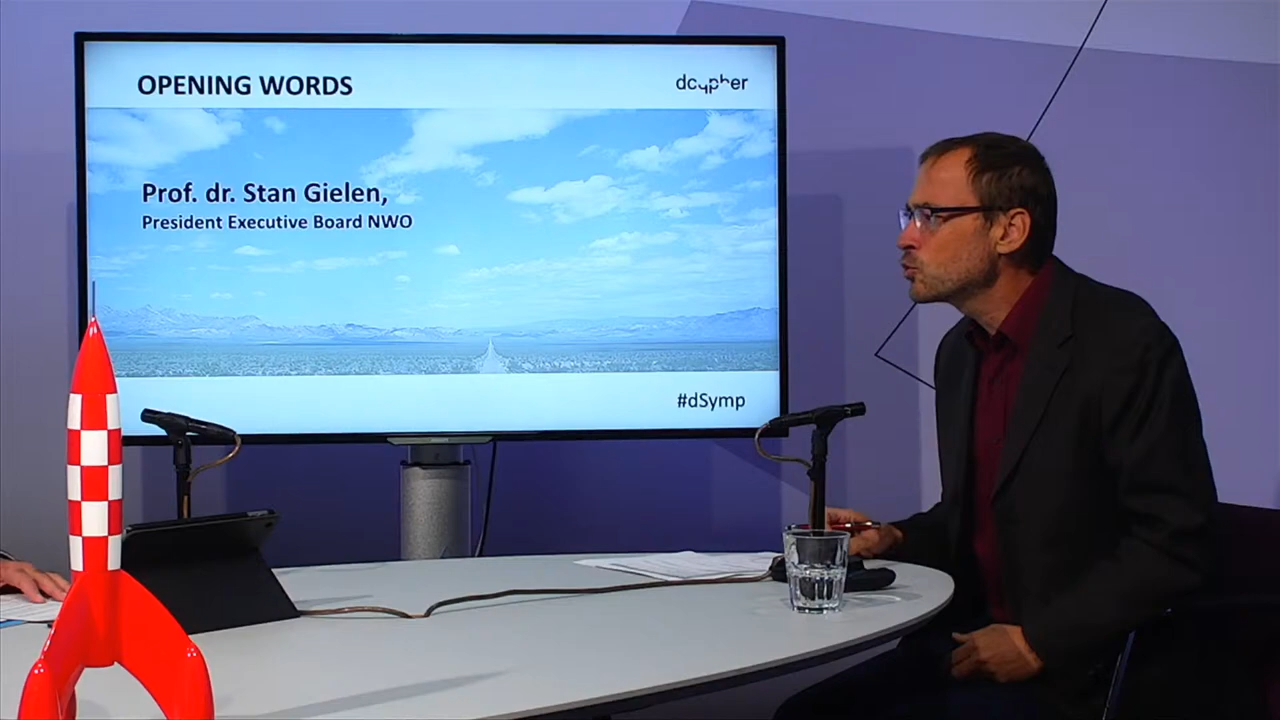 OPENING WORDS
dcypher
Prof. dr. Stan Gielen,
President Executive Board NWO
#dSymp